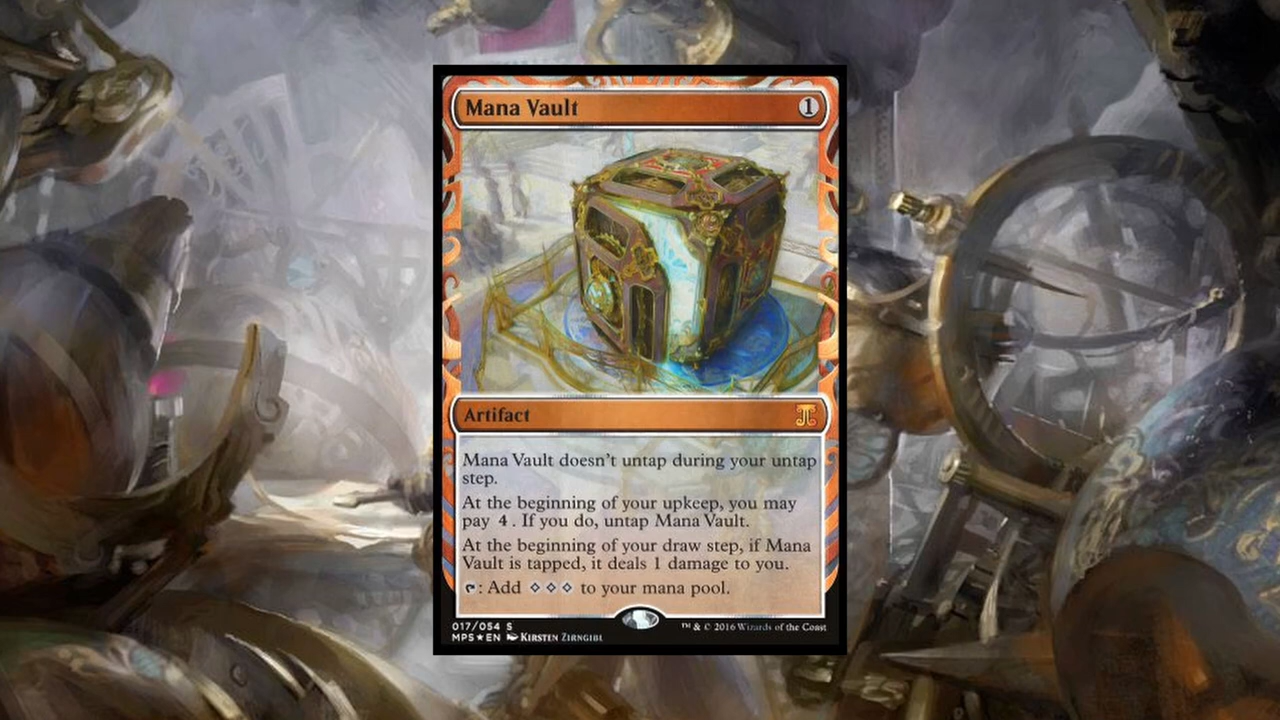 Mana Vault 1
Artifact
Mana Vault doesn't untap during your untap
step.
At the beginning of your upkeep, you may
pay 4 . If you do, untap Mana Vault.
At the beginning of your draw step, if Mana
Vault is tapped, it deals 1 damage to you.
: Add to your mana pool.
017/054 S
MPS★EN Kirsten Zirngibl
™ & © 2016 Wizards of the Coast